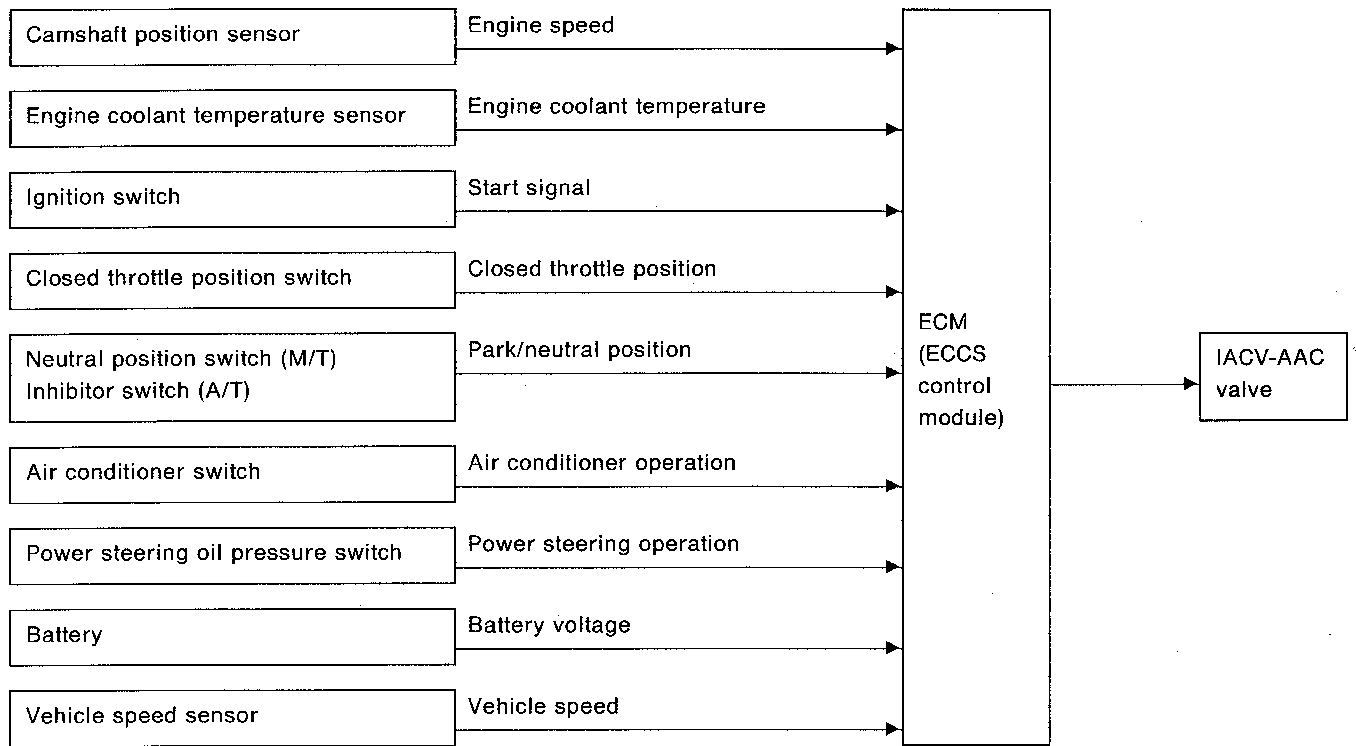 Camshaft position sensor
Engine speed
Engine coolant temperature sensor
Engine coolant temperature
Ignition switch
Start signal
Closed throttle position switch
Closed throttle position
Neutral position switch (M/T)
Inhibitor switch (A/T)
Park/neutral position
Air conditioner switch
Air conditioner operation
Power steering oil pressure switch
Power steering operation
Battery
Battery voltage
Vehicle speed sensor
Vehicle speed
ECM
(ECCS
control
module)
IACV-AAC
valve